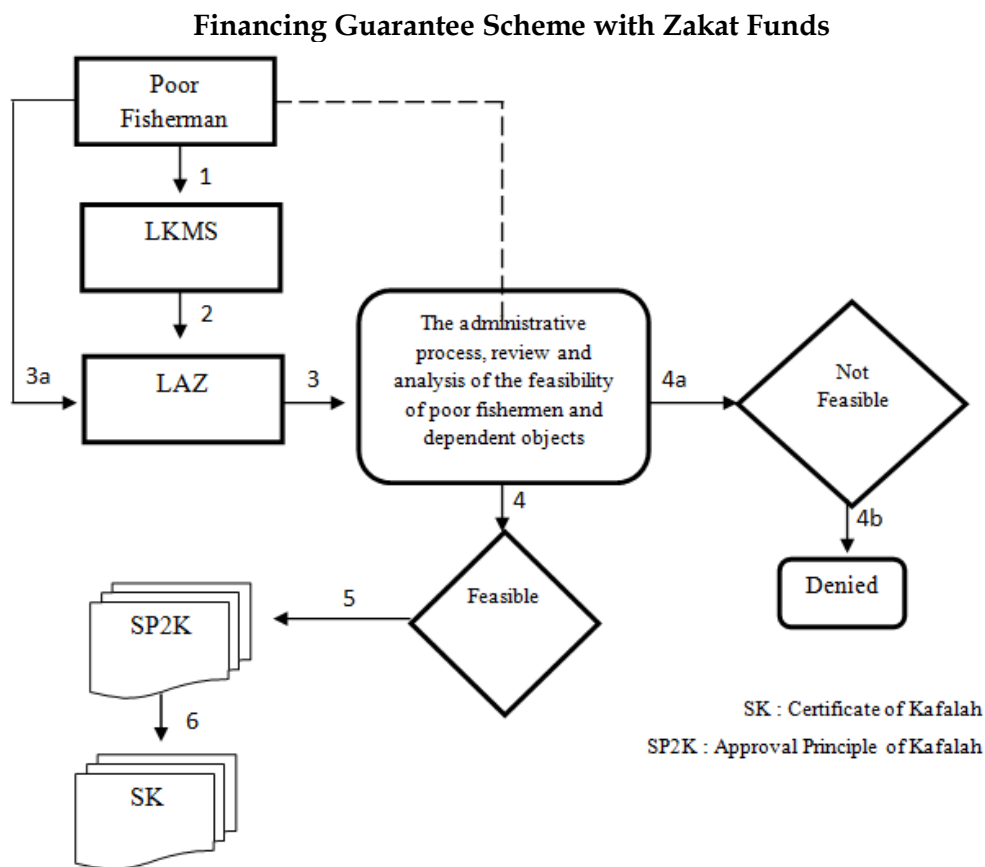 Financing Guarantee Scheme with Zakat Funds
Poor
Fisherman
1
LKMS
2
3a
LAZ
3
The administrative
process, review and
analysis of the feasibility
of poor fishermen and
dependent objects
4a
Not
Feasible
4
4b
Denied
Feasible
5
SP2K
6
SK
SK : Certificate of Kafalah
SP2K : Approval Principle of Kafalah